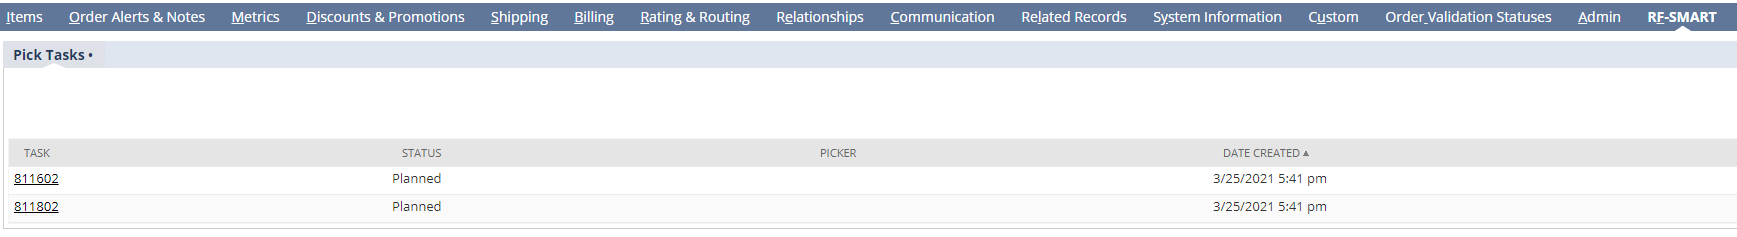 Items Order Alerts & Notes Metrics Discounts & Promotions Shipping Billing Rating & Routing Relationships Communication Related Records System Information Custom Order Validation Statuses Admin RF-SMART
Pick Tasks •
TASK STATUS PICKER DATE CREATED ▲
811602 Planned 3/25/2021 5:41 pm
811802 Planned 3/25/2021 5:41 pm